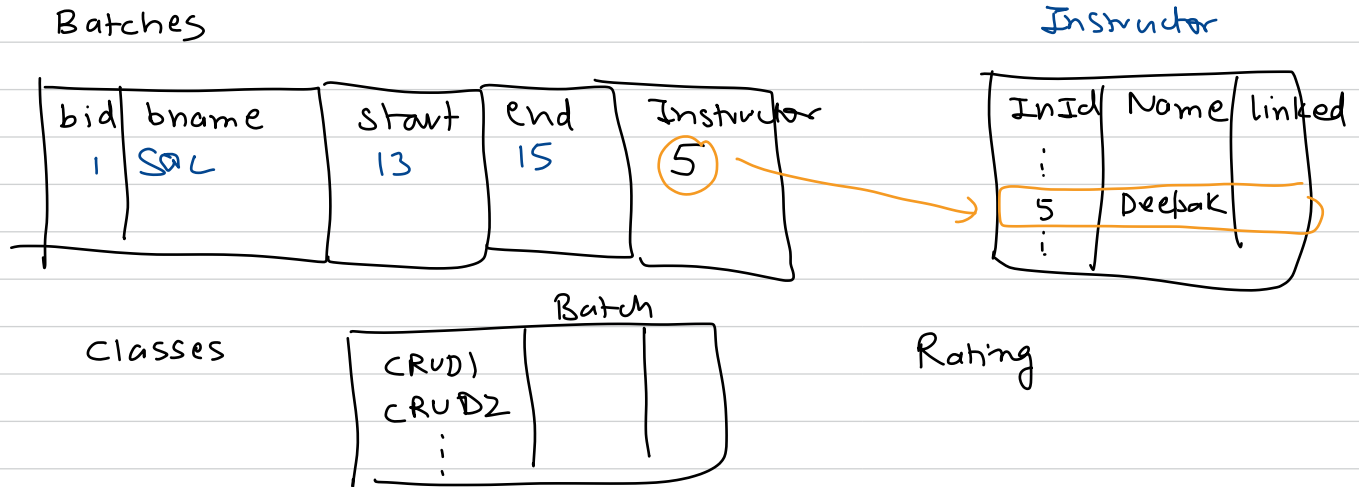 Batches
Instructor
bid bname start end Instructor
1 SQL 13 15 5
InId Name linked
5 Deepak
Batch
Classes
CRUD1
CRUD2
Rating